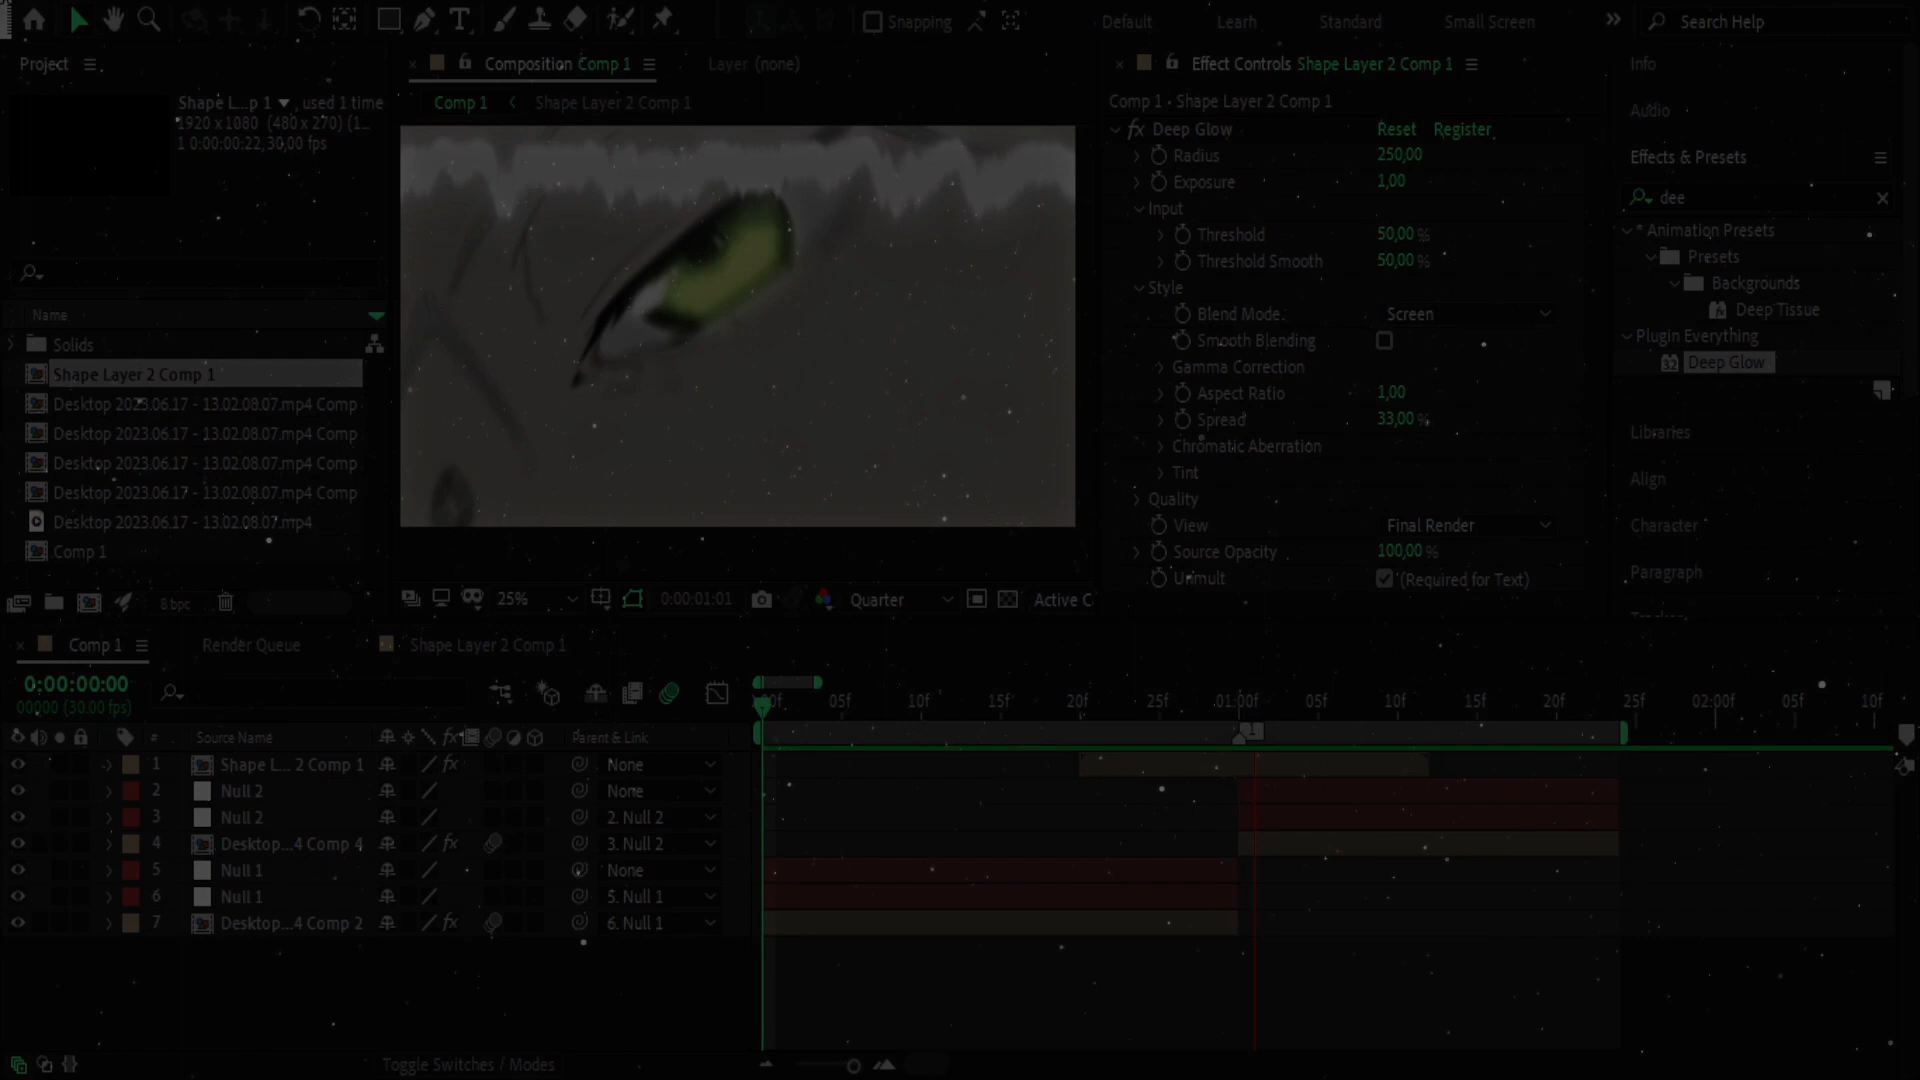 Snapping
Default
Learn
Standard
Small Screen
Search Help
Project
Shape L...p 1 , used 1 time
1920 x 1080 (480 x 270) (1...
1 0:00:00:22, 30,00 fps
Name
Solids
Shape Layer 2 Comp 1
Desktop 2023.06.17 - 13.02.08.07.mp4 Comp
Desktop 2023.06.17 - 13.02.08.07.mp4 Comp
Desktop 2023.06.17 - 13.02.08.07.mp4 Comp
Desktop 2023.06.17 - 13.02.08.07.mp4 Comp
Desktop 2023.06.17 - 13.02.08.07.mp4
Comp 1
8 bpc
Composition Comp 1
Layer (none)
Comp 1
Shape Layer 2 Comp 1
25%
0:00:01:01
Quarter
Active C
Effect Controls Shape Layer 2 Comp 1
Comp 1 · Shape Layer 2 Comp 1
fx Deep Glow Reset Register
Radius 250,00
Exposure 1,00
Input
Threshold 50,00 %
Threshold Smooth 50,00 %
Style
Blend Mode Screen
Smooth Blending
Gamma Correction
Aspect Ratio 1,00
Spread 33,00 %
Chromatic Aberration
Tint
Quality
View Final Render
Source Opacity 100,00 %
Unmult (Required for Text)
Info
Audio
Effects & Presets
dee
* Animation Presets
Presets
Backgrounds
Deep Tissue
Plugin Everything
32 Deep Glow
Libraries
Align
Character
Paragraph
Comp 1
Render Queue
Shape Layer 2 Comp 1
0:00:00:00
00000 (30.00 fps)
05f 10f 15f 20f 25f 01:00f 05f 10f 15f 20f 25f 02:00f 05f 10f
1
# Source Name fx Parent & Link
1 Shape L... 2 Comp 1 fx None
2 Null 2 None
3 Null 2 2. Null 2
4 Desktop...4 Comp 4 fx 3. Null 2
5 Null 1 None
6 Null 1 5. Null 1
7 Desktop...4 Comp 2 fx 6. Null 1
Toggle Switches / Modes